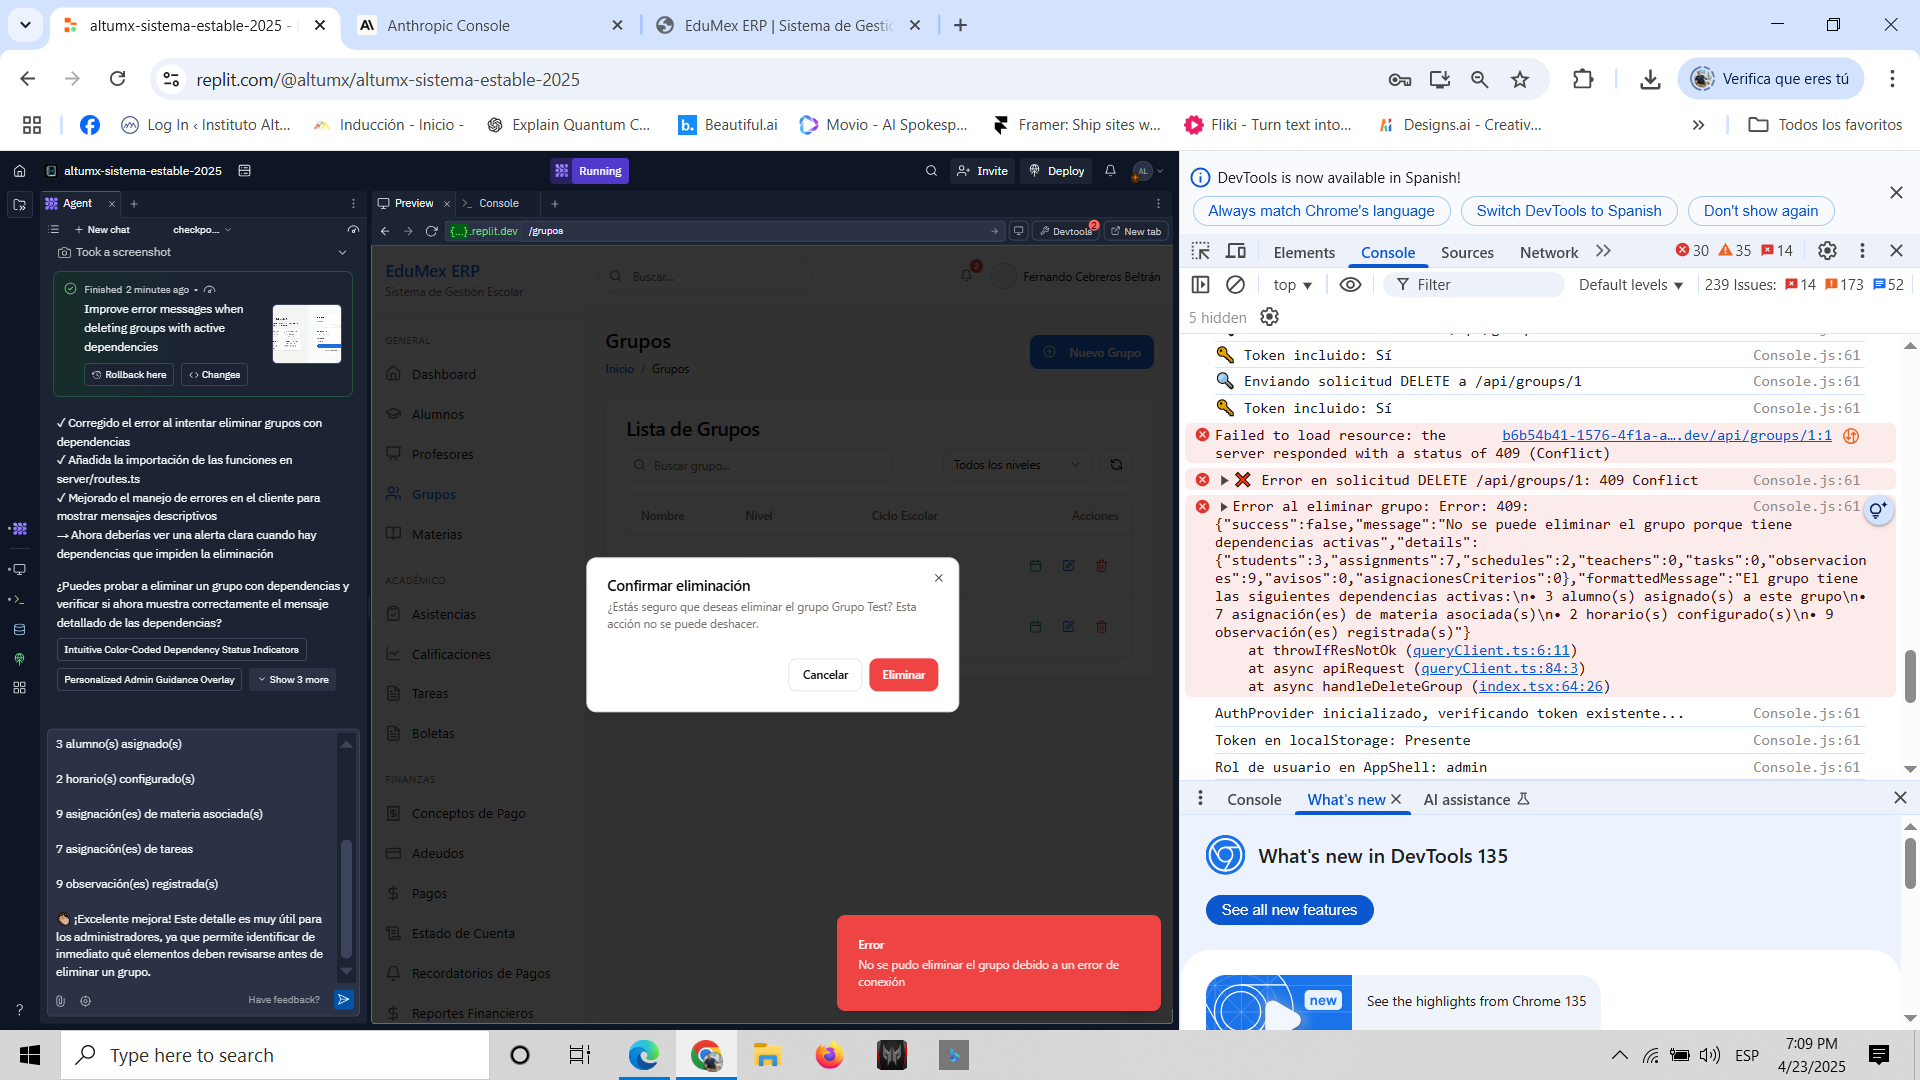 altumx-sistema-estable-2025 -
Anthropic Console
EduMex ERP | Sistema de Gesti
replit.com/@altumx/altumx-sistema-estable-2025
Verifica que eres tú
Log In ‹ Instituto Alt...
Inducción - Inicio -
Explain Quantum C...
Beautiful.ai
Movio - AI Spokesp...
Framer: Ship sites w...
Fliki - Turn text into...
Designs.ai - Creativ...
Todos los favoritos
altumx-sistema-estable-2025
Running
Invite
Deploy
AL
Agent
New chat
checkpo...
Took a screenshot
Finished 2 minutes ago
Improve error messages when
deleting groups with active
dependencies
Rollback here
Changes
✓ Corregido el error al intentar eliminar grupos con
dependencias
✓ Añadida la importación de las funciones en
server/routes.ts
✓ Mejorado el manejo de errores en el cliente para
mostrar mensajes descriptivos
→ Ahora deberías ver una alerta clara cuando hay
dependencias que impiden la eliminación
¿Puedes probar a eliminar un grupo con dependencias y
verificar si ahora muestra correctamente el mensaje
detallado de las dependencias?
Intuitive Color-Coded Dependency Status Indicators
Personalized Admin Guidance Overlay
Show 3 more
3 alumno(s) asignado(s)
2 horario(s) configurado(s)
9 asignación(es) de materia asociada(s)
7 asignación(es) de tareas
9 observación(es) registrada(s)
👏 ¡Excelente mejora! Este detalle es muy útil para
los administradores, ya que permite identificar de
inmediato qué elementos deben revisarse antes de
eliminar un grupo.
Have feedback?
Preview
Console
{...}.replit.dev /grupos
Devtools
2
New tab
EduMex ERP
Sistema de Gestión Escolar
Buscar...
2
Fernando Cebreros Beltrán
GENERAL
Dashboard
Alumnos
Profesores
Grupos
Materias
ACADÉMICO
Asistencias
Calificaciones
Tareas
Boletas
FINANZAS
Conceptos de Pago
Adeudos
Pagos
Estado de Cuenta
Recordatorios de Pagos
Reportes Financieros
Grupos
Inicio / Grupos
Nuevo Grupo
Lista de Grupos
Buscar grupo...
Todos los niveles
Nombre
Nivel
Ciclo Escolar
Acciones
Confirmar eliminación
¿Estás seguro que deseas eliminar el grupo Grupo Test? Esta
acción no se puede deshacer.
Cancelar
Eliminar
Error
No se pudo eliminar el grupo debido a un error de
conexión
DevTools is now available in Spanish!
Always match Chrome's language
Switch DevTools to Spanish
Don't show again
Elements
Console
Sources
Network
30
35
14
top
Filter
Default levels
239 Issues:
14
173
52
5 hidden
🔑 Token incluido: Sí Console.js:61
🔍 Enviando solicitud DELETE a /api/groups/1 Console.js:61
🔑 Token incluido: Sí Console.js:61
Failed to load resource: the b6b54b41-1576-4f1a-a….dev/api/groups/1:1
server responded with a status of 409 (Conflict)
❌ Error en solicitud DELETE /api/groups/1: 409 Conflict Console.js:61
Error al eliminar grupo: Error: 409: Console.js:61
{"success":false,"message":"No se puede eliminar el grupo porque tiene
dependencias activas","details":
{"students":3,"assignments":7,"schedules":2,"teachers":0,"tasks":0,"observacion
es":9,"avisos":0,"asignacionesCriterios":0},"formattedMessage":"El grupo tiene
las siguientes dependencias activas:\n• 3 alumno(s) asignado(s) a este grupo\n•
7 asignación(es) de materia asociada(s)\n• 2 horario(s) configurado(s)\n• 9
observación(es) registrada(s)"}
at throwIfResNotOk (queryClient.ts:6:11)
at async apiRequest (queryClient.ts:84:3)
at async handleDeleteGroup (index.tsx:64:26)
AuthProvider inicializado, verificando token existente... Console.js:61
Token en localStorage: Presente Console.js:61
Rol de usuario en AppShell: admin Console.js:61
Console
What's new
AI assistance
What's new in DevTools 135
See all new features
new
See the highlights from Chrome 135
Type here to search
ESP
7:09 PM
4/23/2025